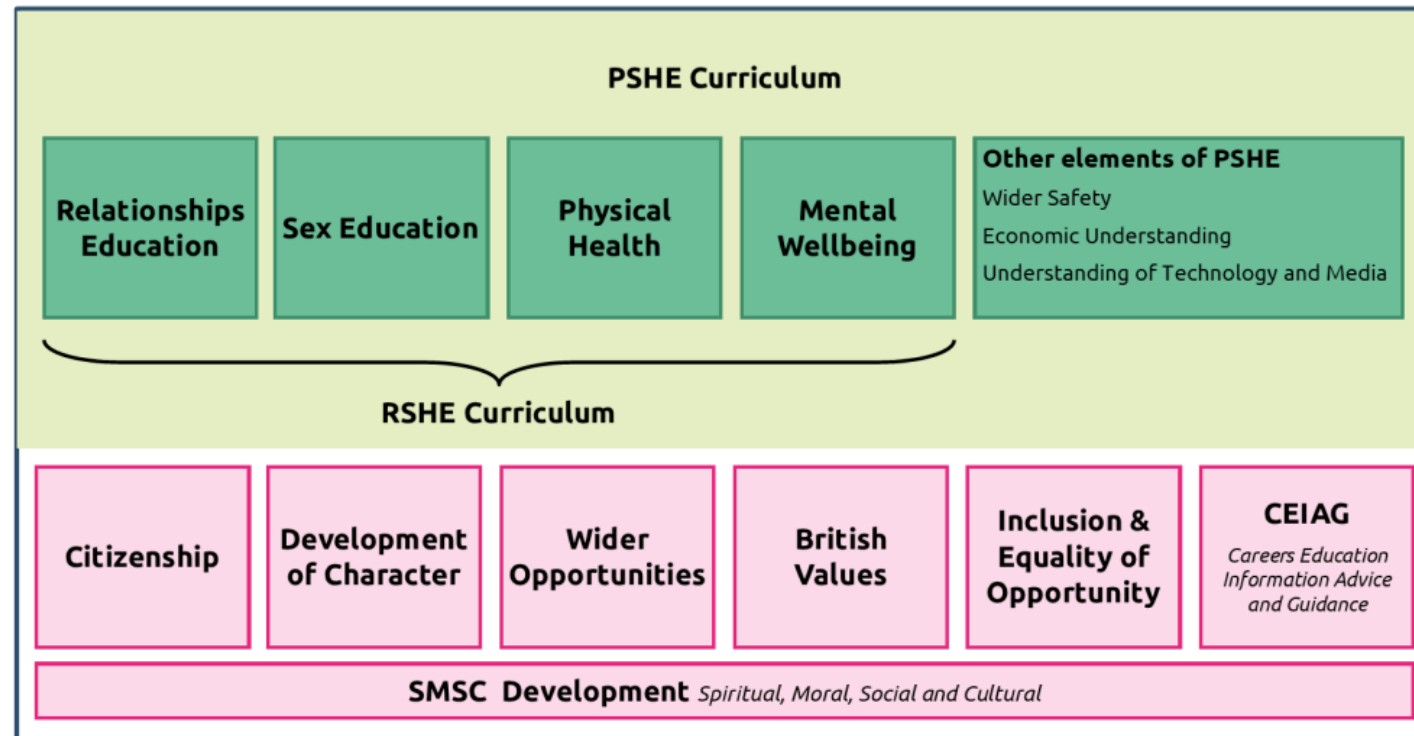 PSHE Curriculum
Relationships
Education
Sex Education
Physical
Health
Mental
Wellbeing
Other elements of PSHE
Wider Safety
Economic Understanding
Understanding of Technology and Media
RSHE Curriculum
Citizenship
Development
of Character
Wider
Opportunities
British
Values
Inclusion &
Equality of
Opportunity
CEIAG
Careers Education
Information Advice
and Guidance
SMSC Development Spiritual, Moral, Social and Cultural